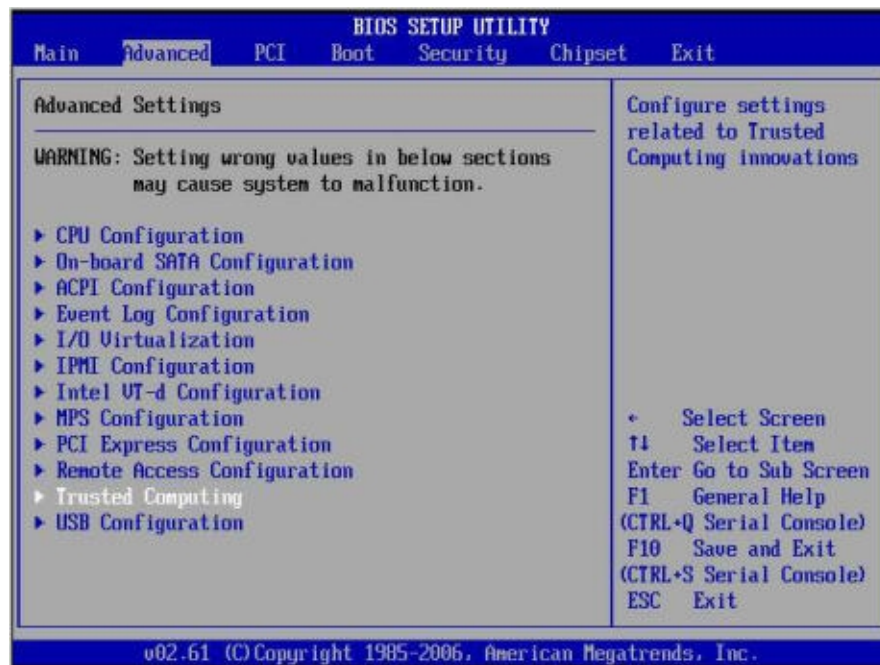 BIOS SETUP UTILITY
Main Advanced PCI Boot Security Chipset Exit
Advanced Settings
WARNING: Setting wrong values in below sections
may cause system to malfunction.
▶ CPU Configuration
▶ On-board SATA Configuration
▶ ACPI Configuration
▶ Event Log Configuration
▶ I/O Virtualization
▶ IPMI Configuration
▶ Intel VT-d Configuration
▶ MPS Configuration
▶ PCI Express Configuration
▶ Remote Access Configuration
▶ Trusted Computing
▶ USB Configuration
Configure settings
related to Trusted
Computing innovations
← Select Screen
↑↓ Select Item
Enter Go to Sub Screen
F1 General Help
(CTRL+Q Serial Console)
F10 Save and Exit
(CTRL+S Serial Console)
ESC Exit
v02.61 (C)Copyright 1985-2006, American Megatrends, Inc.